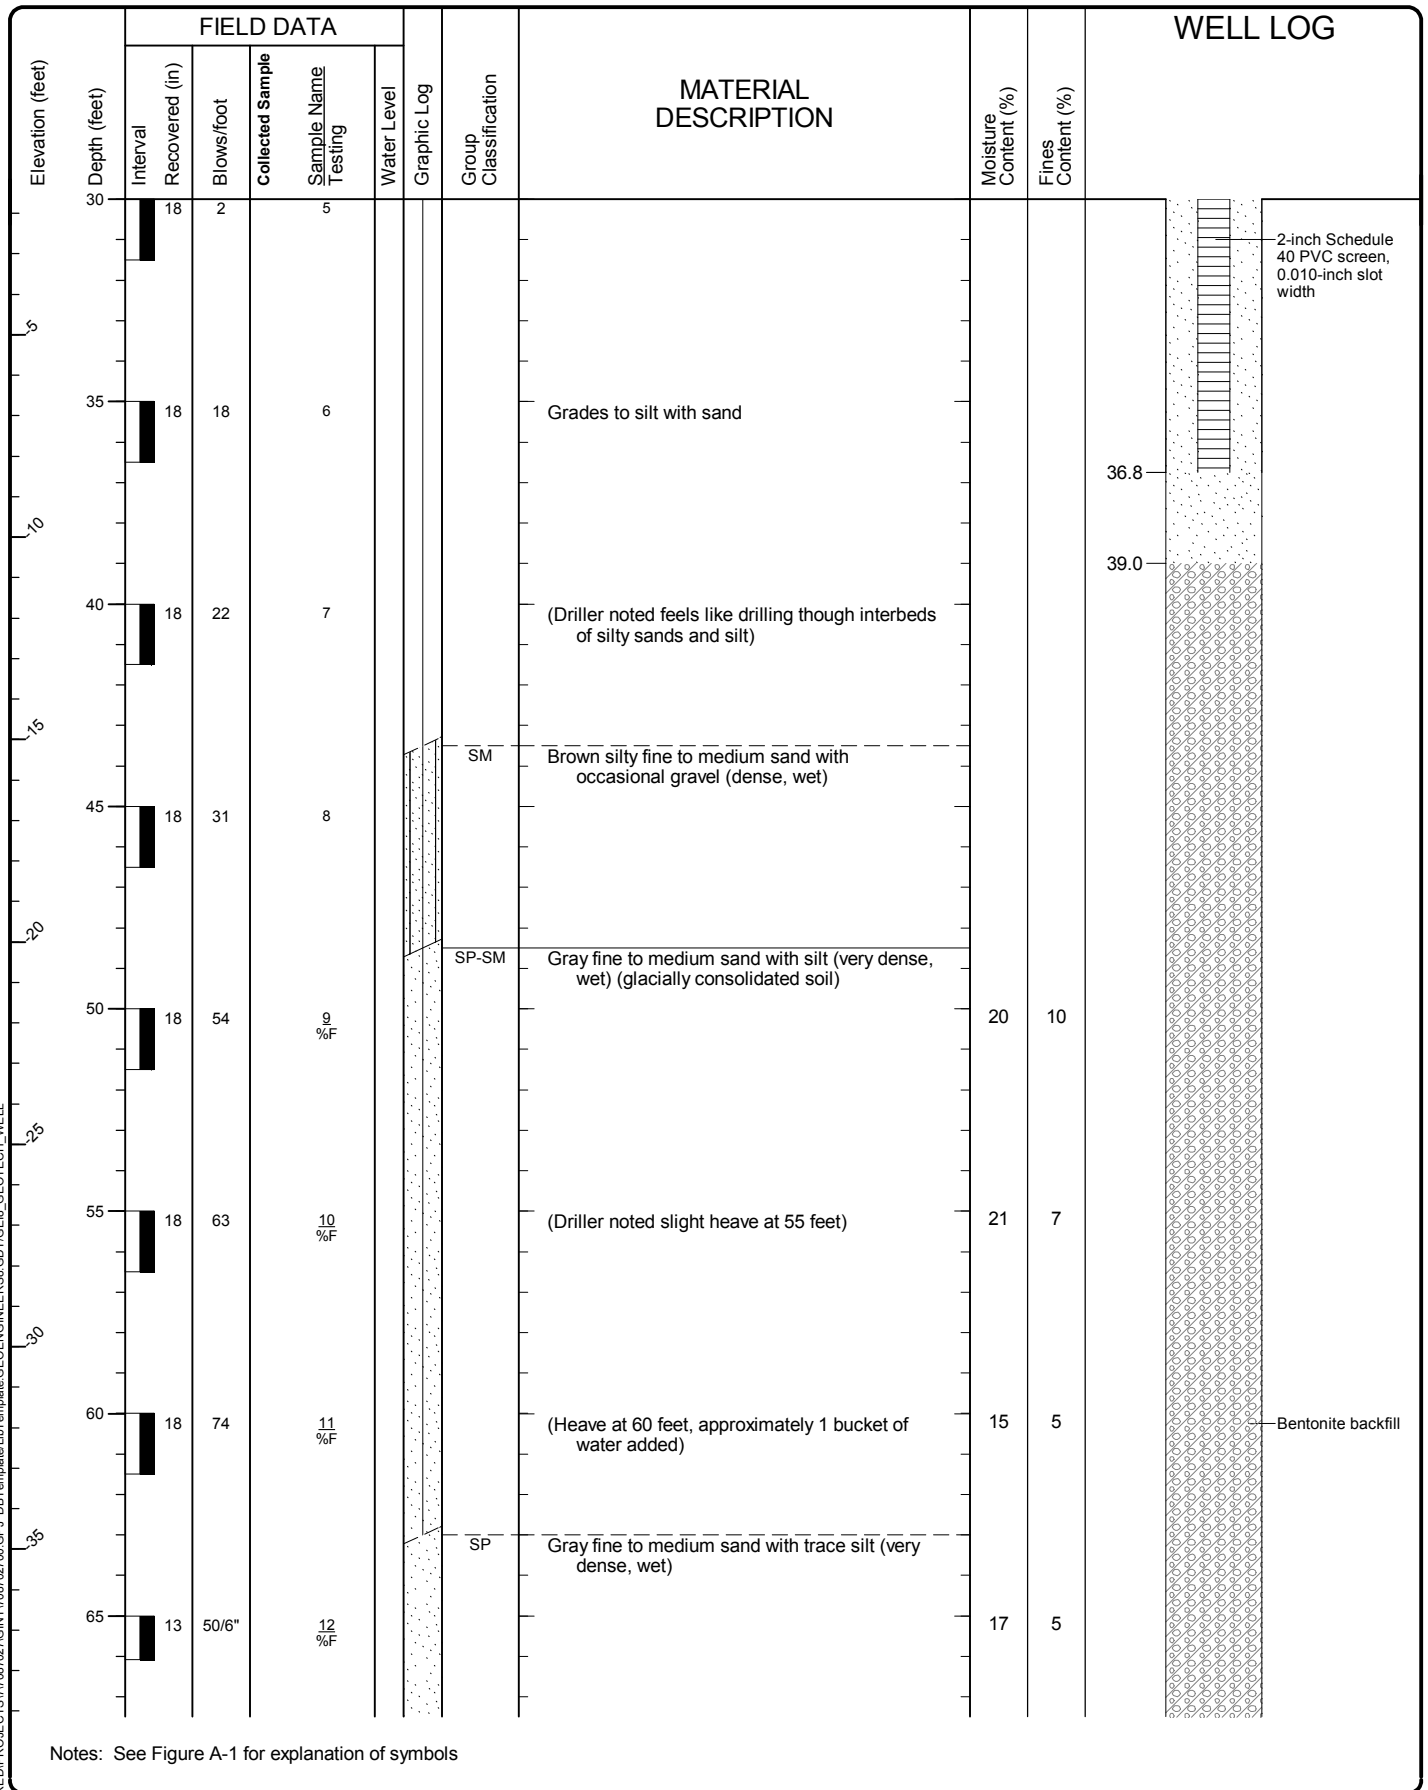 FIELD DATA
WELL LOG
Elevation (feet)
Depth (feet)
Interval
Recovered (in)
Blows/foot
Collected Sample
Sample Name
Testing
Water Level
Graphic Log
Group
Classification
MATERIAL
DESCRIPTION
Moisture
Content (%)
Fines
Content (%)
30
18 2 5
2-inch Schedule
40 PVC screen,
0.010-inch slot
width
-5
35
18 18 6 Grades to silt with sand
36.8
-10
39.0
40
18 22 7 (Driller noted feels like drilling though interbeds
of silty sands and silt)
-15
SM Brown silty fine to medium sand with
occasional gravel (dense, wet)
45
18 31 8
-20
SP-SM Gray fine to medium sand with silt (very dense,
wet) (glacially consolidated soil)
50
18 54 9 20 10
%F
-25
55
18 63 10 (Driller noted slight heave at 55 feet) 21 7
%F
-30
60
18 74 11 (Heave at 60 feet, approximately 1 bucket of 15 5 Bentonite backfill
%F water added)
-35
SP Gray fine to medium sand with trace silt (very
dense, wet)
65
13 50/6" 12 17 5
%F
Notes: See Figure A-1 for explanation of symbols